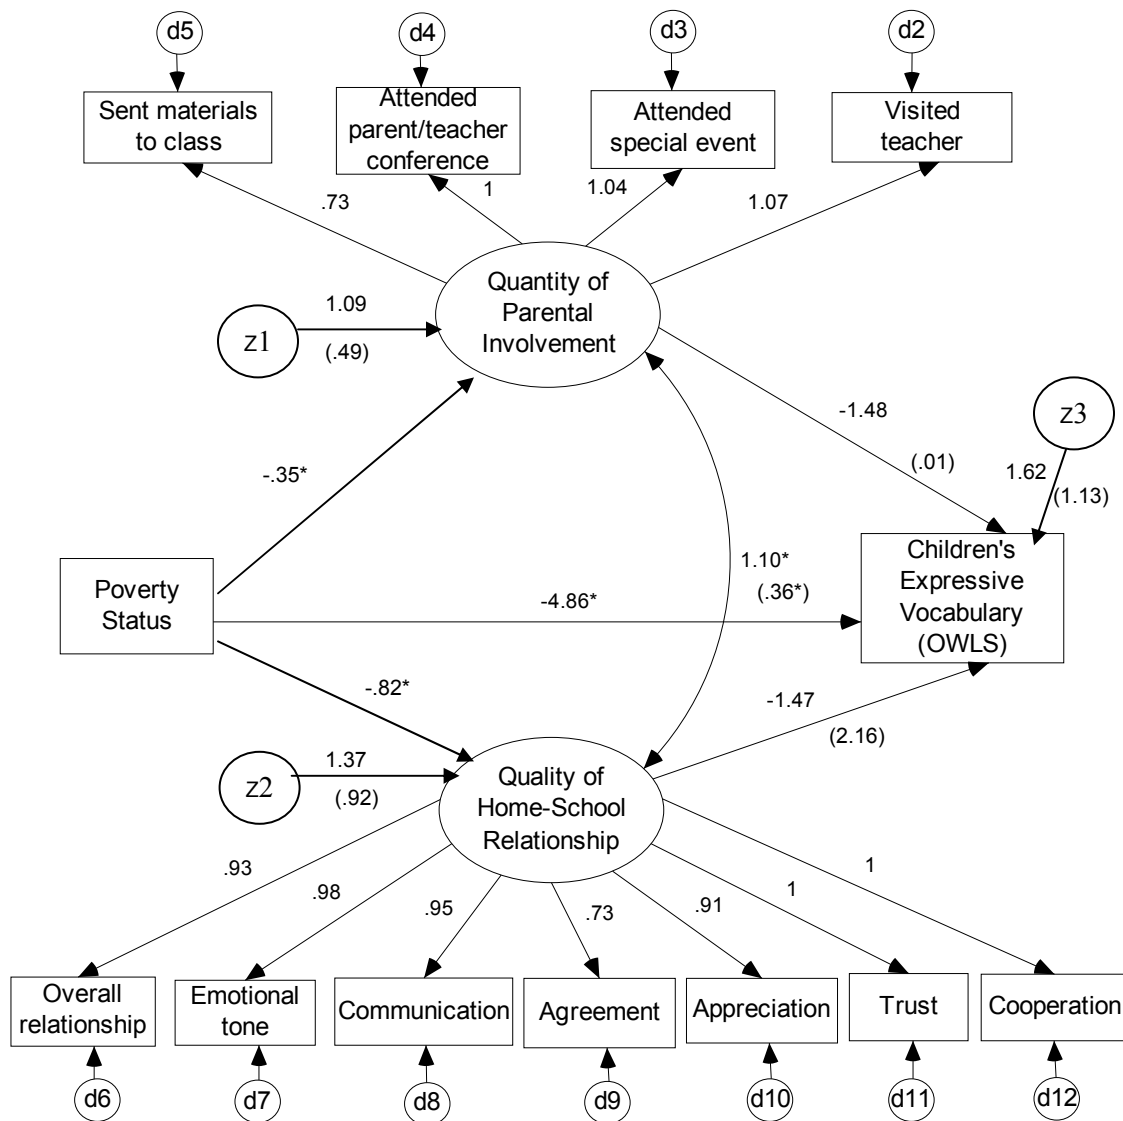 d5
d4
d3
d2
Sent materials
to class
Attended
parent/teacher
conference
Attended
special event
Visited
teacher
.73
1
1.04
1.07
Quantity of
Parental
Involvement
z1
1.09
(.49)
-.35*
-1.48
(.01)
z3
1.62
(1.13)
Poverty
Status
-4.86*
1.10*
(.36*)
Children's
Expressive
Vocabulary
(OWLS)
-.82*
-1.47
(2.16)
z2
1.37
(.92)
Quality of
Home-School
Relationship
.93
.98
.95
.73
.91
1
1
Overall
relationship
Emotional
tone
Communication
Agreement
Appreciation
Trust
Cooperation
d6
d7
d8
d9
d10
d11
d12